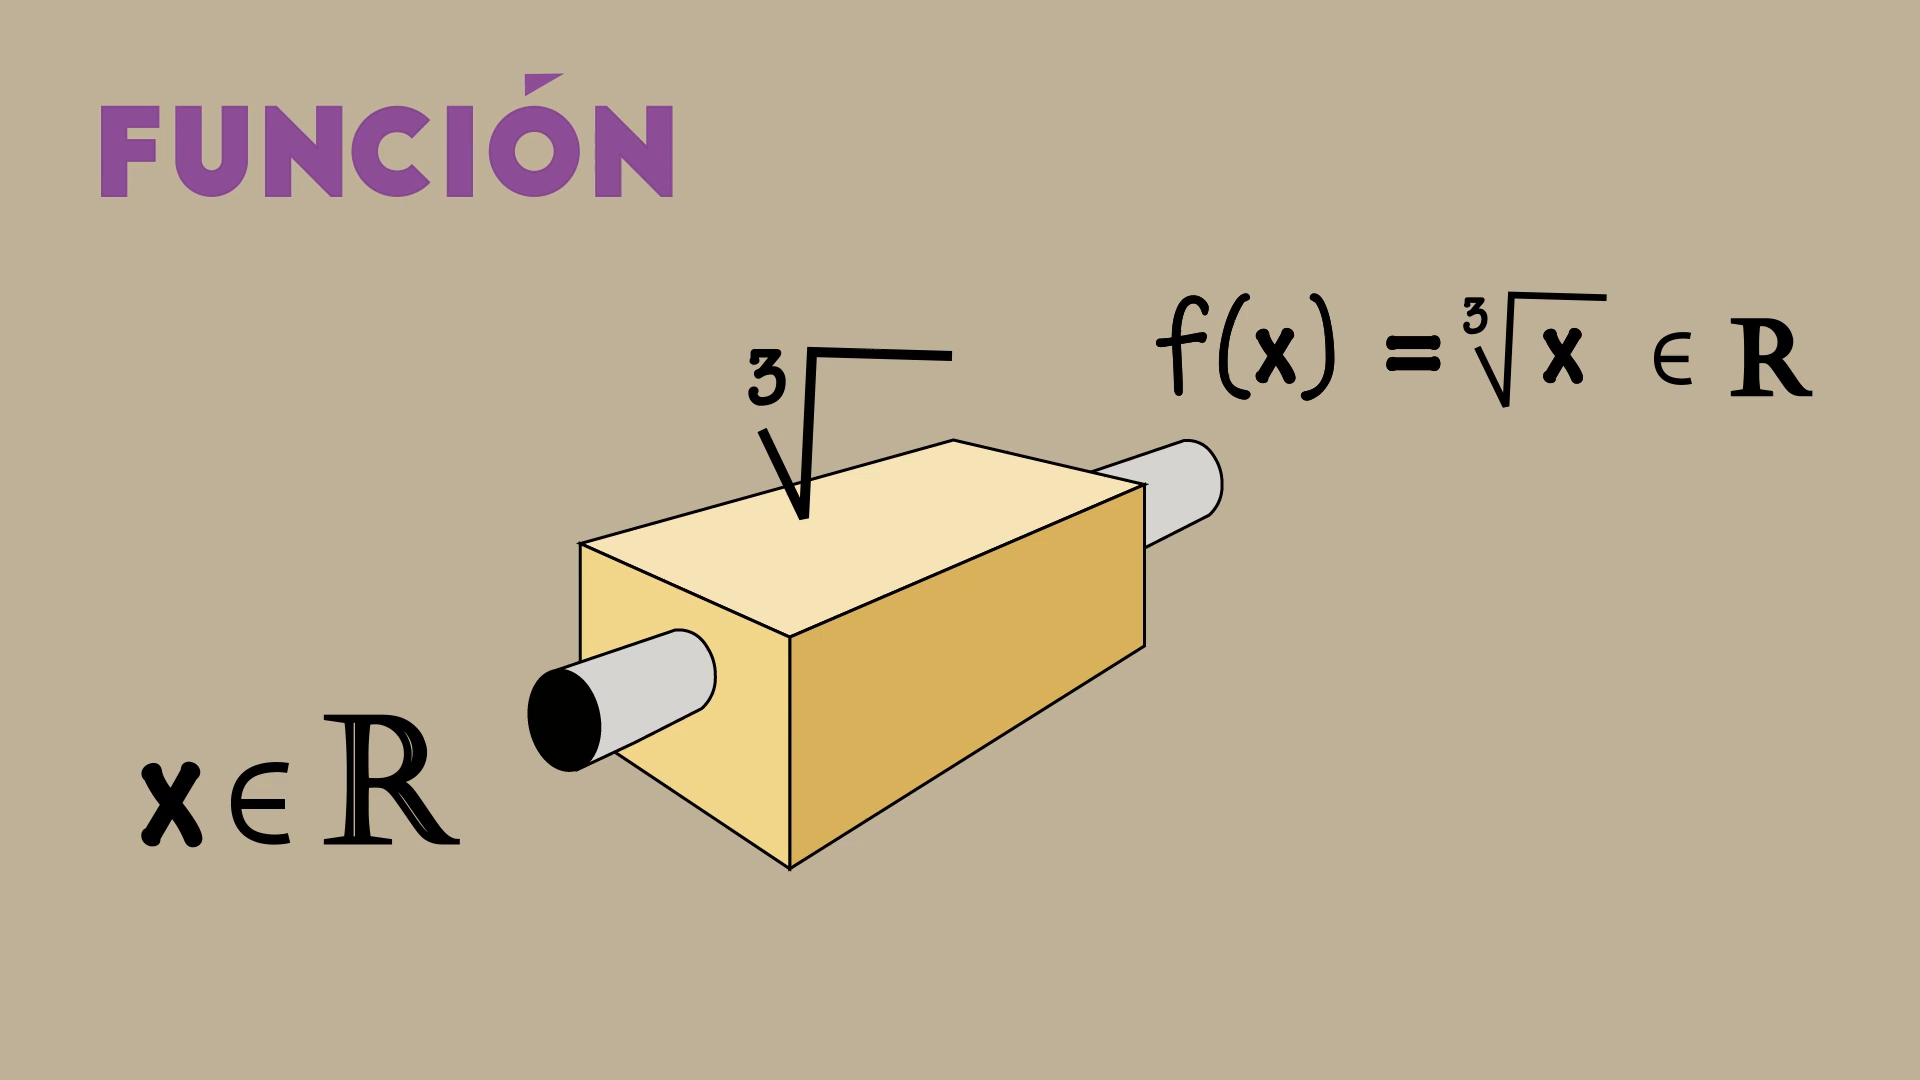 FUNCIÓN
f(x) = ∛x ∈ R
∛
x ∈ ℝ